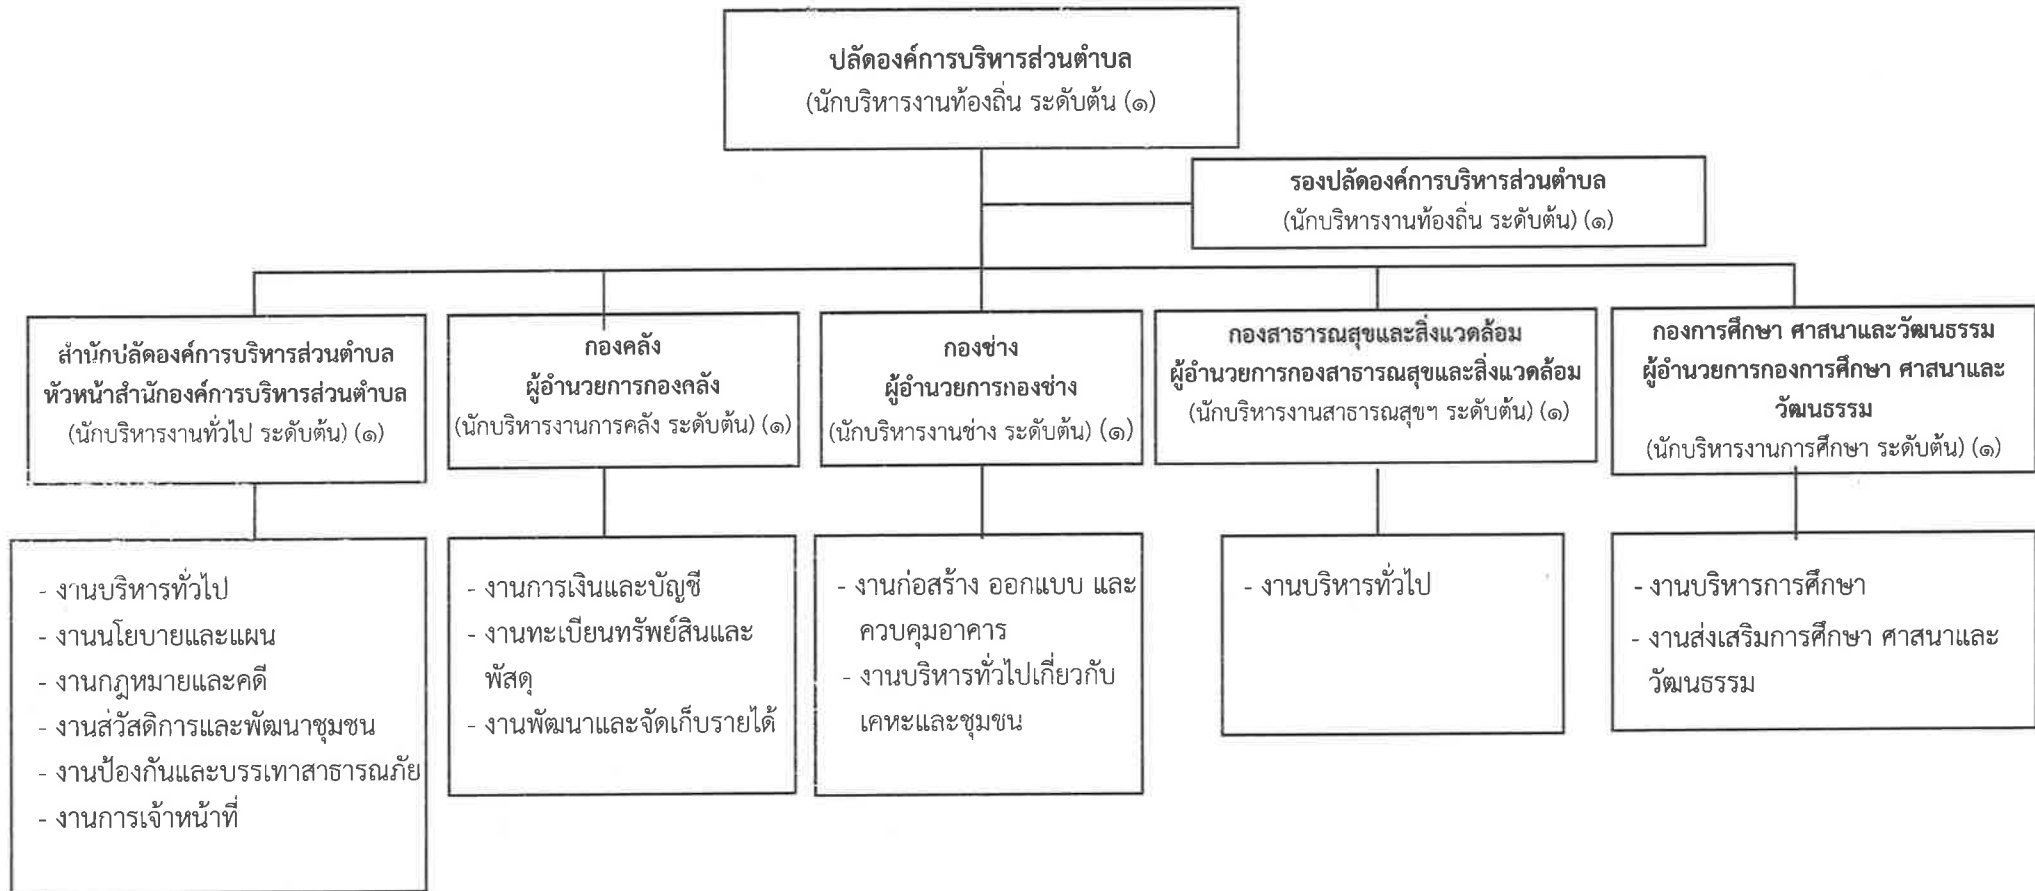 ปลัดองค์การบริหารส่วนตำบล
(นักบริหารงานท้องถิ่น ระดับต้น (๑)
รองปลัดองค์การบริหารส่วนตำบล
(นักบริหารงานท้องถิ่น ระดับต้น) (๑)
สำนักปลัดองค์การบริหารส่วนตำบล
หัวหน้าสำนักองค์การบริหารส่วนตำบล
(นักบริหารงานทั่วไป ระดับต้น) (๑)
กองคลัง
ผู้อำนวยการกองคลัง
(นักบริหารงานการคลัง ระดับต้น) (๑)
กองช่าง
ผู้อำนวยการกองช่าง
(นักบริหารงานช่าง ระดับต้น) (๑)
กองสาธารณสุขและสิ่งแวดล้อม
ผู้อำนวยการกองสาธารณสุขและสิ่งแวดล้อม
(นักบริหารงานสาธารณสุขฯ ระดับต้น) (๑)
กองการศึกษา ศาสนาและวัฒนธรรม
ผู้อำนวยการกองการศึกษา ศาสนาและ
วัฒนธรรม
(นักบริหารงานการศึกษา ระดับต้น) (๑)
- งานบริหารทั่วไป
- งานนโยบายและแผน
- งานกฎหมายและคดี
- งานสวัสดิการและพัฒนาชุมชน
- งานป้องกันและบรรเทาสาธารณภัย
- งานการเจ้าหน้าที่
- งานการเงินและบัญชี
- งานทะเบียนทรัพย์สินและ
พัสดุ
- งานพัฒนาและจัดเก็บรายได้
- งานก่อสร้าง ออกแบบ และ
ควบคุมอาคาร
- งานบริหารทั่วไปเกี่ยวกับ
เคหะและชุมชน
- งานบริหารทั่วไป
- งานบริหารการศึกษา
- งานส่งเสริมการศึกษา ศาสนาและ
วัฒนธรรม